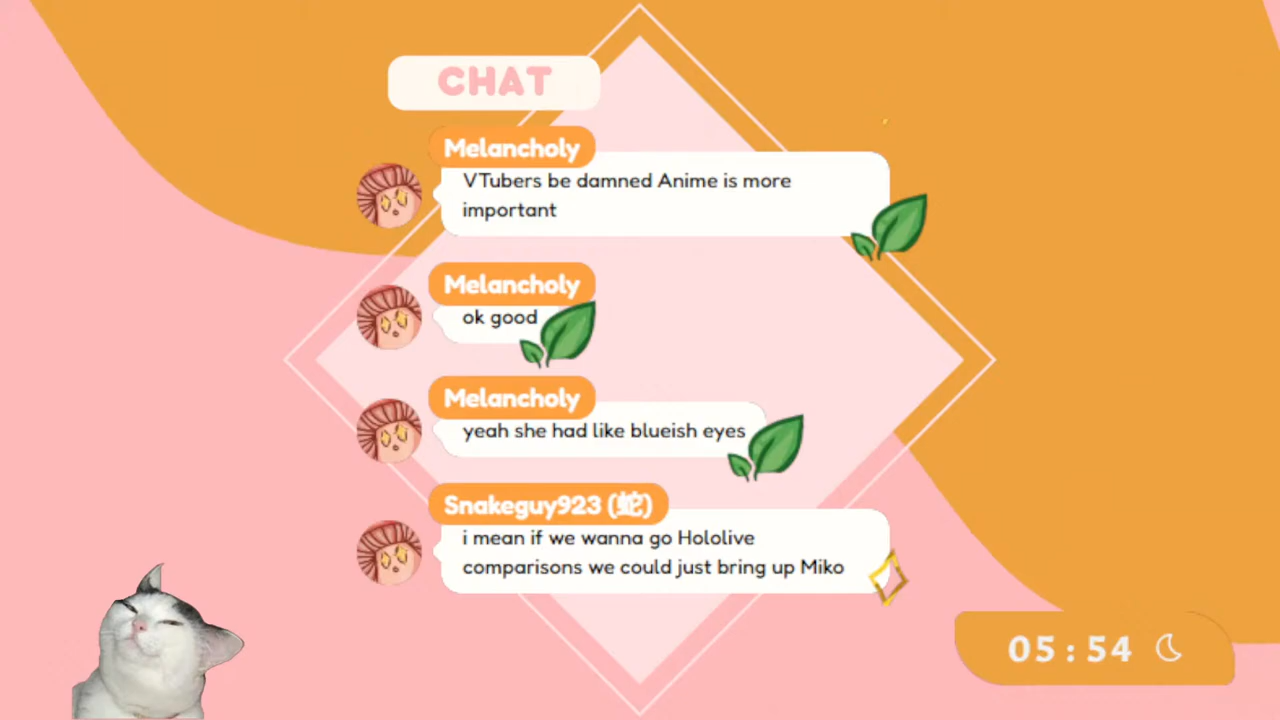 CHAT
Melancholy
VTubers be damned Anime is more
important
Melancholy
ok good
Melancholy
yeah she had like blueish eyes
Snakeguy923 (蛇)
i mean if we wanna go Hololive
comparisons we could just bring up Miko
05:54